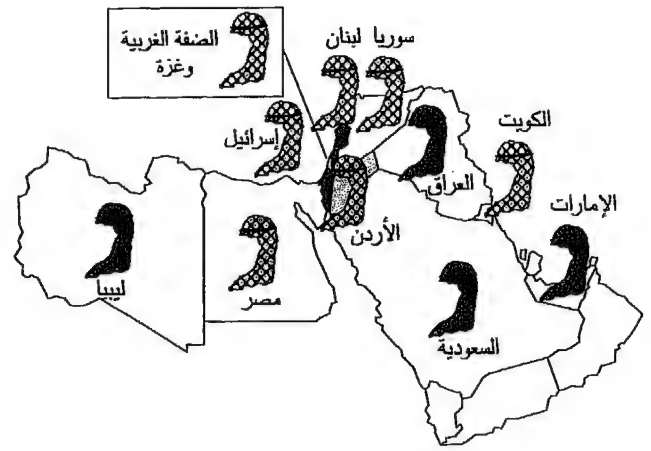 الضفة الغربية
وغزة
سوريا لبنان
إسرائيل
الكويت
العراق
الإمارات
الأردن
ليبيا
مصر
السعودية